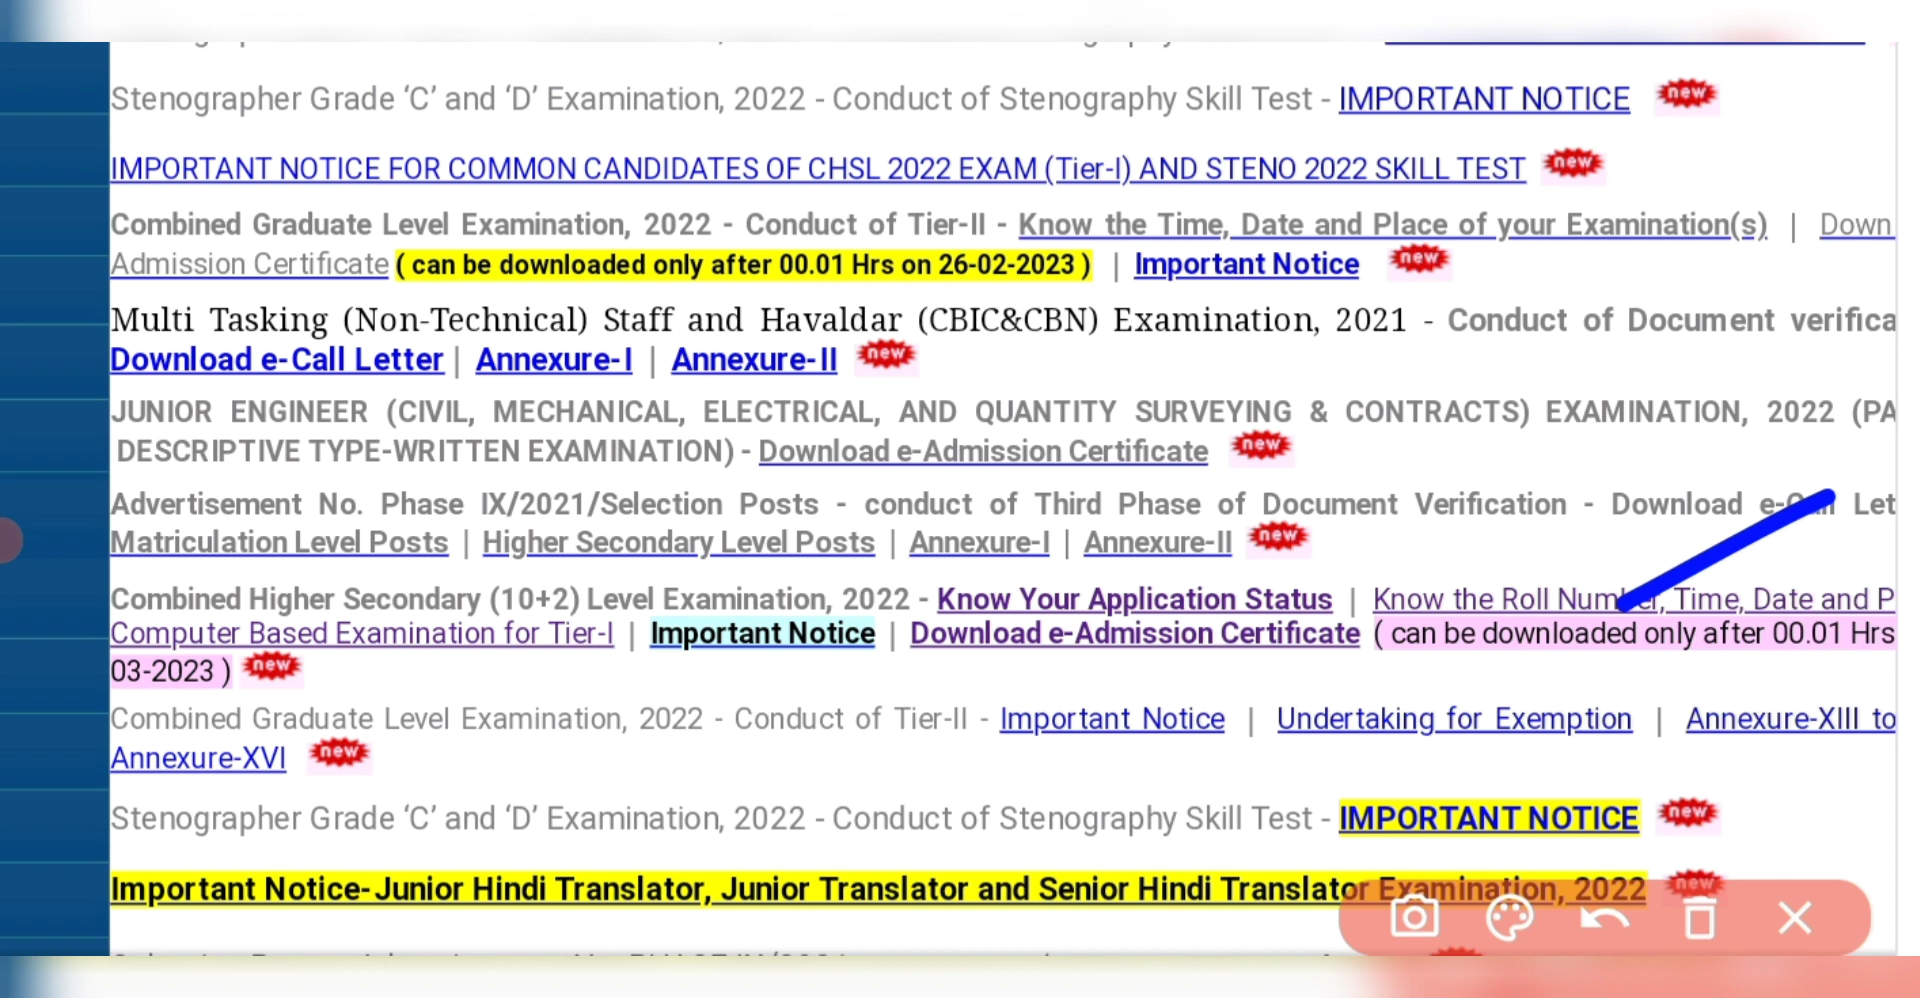 Stenographer Grade ‘C’ and ‘D’ Examination, 2022 - Conduct of Stenography Skill Test - IMPORTANT NOTICE new
IMPORTANT NOTICE FOR COMMON CANDIDATES OF CHSL 2022 EXAM (Tier-I) AND STENO 2022 SKILL TEST new
Combined Graduate Level Examination, 2022 - Conduct of Tier-II - Know the Time, Date and Place of your Examination(s) | Down
Admission Certificate ( can be downloaded only after 00.01 Hrs on 26-02-2023 ) | Important Notice new
Multi Tasking (Non-Technical) Staff and Havaldar (CBIC&CBN) Examination, 2021 - Conduct of Document verifica
Download e-Call Letter | Annexure-I | Annexure-II new
JUNIOR ENGINEER (CIVIL, MECHANICAL, ELECTRICAL, AND QUANTITY SURVEYING & CONTRACTS) EXAMINATION, 2022 (PA
DESCRIPTIVE TYPE-WRITTEN EXAMINATION) - Download e-Admission Certificate new
Advertisement No. Phase IX/2021/Selection Posts - conduct of Third Phase of Document Verification - Download e-Call Let
Matriculation Level Posts | Higher Secondary Level Posts | Annexure-I | Annexure-II new
Combined Higher Secondary (10+2) Level Examination, 2022 - Know Your Application Status | Know the Roll Number, Time, Date and P
Computer Based Examination for Tier-I | Important Notice | Download e-Admission Certificate ( can be downloaded only after 00.01 Hrs
03-2023 ) new
Combined Graduate Level Examination, 2022 - Conduct of Tier-II - Important Notice | Undertaking for Exemption | Annexure-XIII to
Annexure-XVI new
Stenographer Grade ‘C’ and ‘D’ Examination, 2022 - Conduct of Stenography Skill Test - IMPORTANT NOTICE new
Important Notice-Junior Hindi Translator, Junior Translator and Senior Hindi Translator Examination, 2022 new